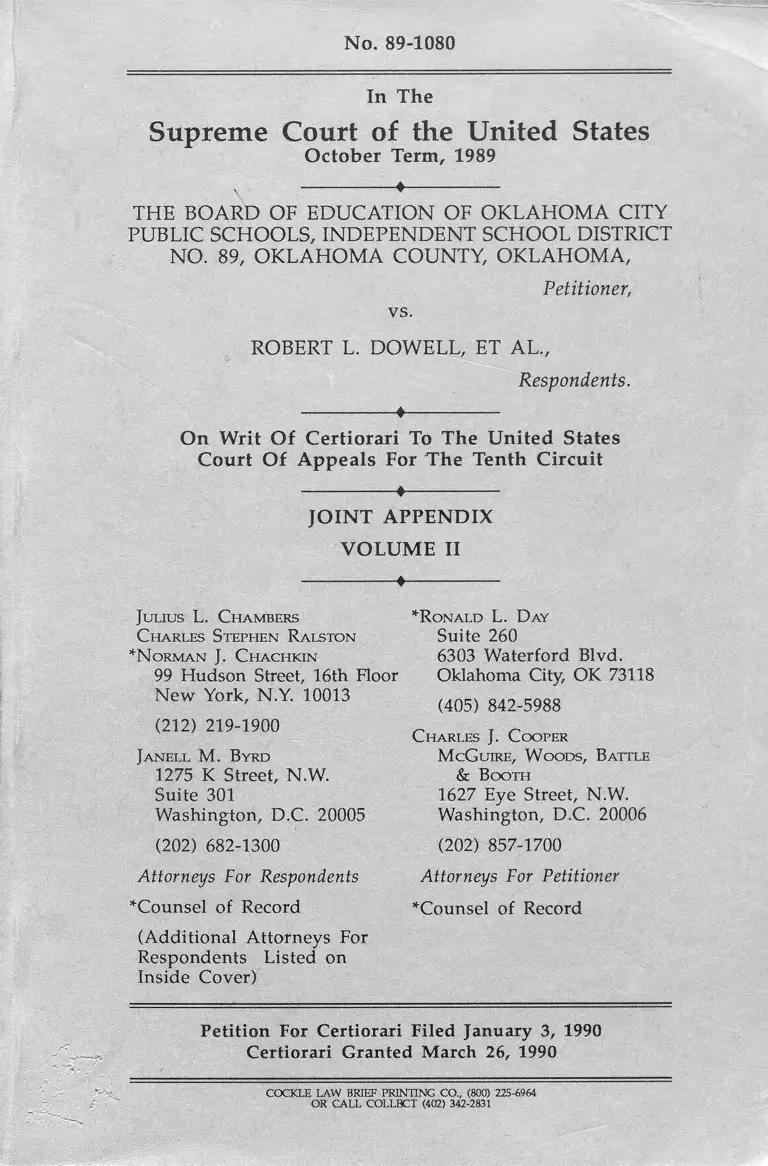 No. 89-1080
In The
Supreme Court of the United States
October Term, 1989
THE BOARD OF EDUCATION OF OKLAHOMA CITY
PUBLIC SCHOOLS, INDEPENDENT SCHOOL DISTRICT
NO. 89, OKLAHOMA COUNTY, OKLAHOMA,
Petitioner,
vs.
ROBERT L. DOWELL, ET AL.,
Respondents.
On Writ Of Certiorari To The United States
Court Of Appeals For The Tenth Circuit
JOINT APPENDIX
VOLUME II
JULIUS L. CHAMBERS
CHARLES STEPHEN RALSTON
*NORMAN J. CHACHKIN
99 Hudson Street, 16th Floor
New York, N.Y. 10013
(212) 219-1900
JANELL M. BYRD
1275 K Street, N.W.
Suite 301
Washington, D.C. 20005
(202) 682-1300
Attorneys For Respondents
*Counsel of Record
(Additional Attorneys For
Respondents Listed on
Inside Cover)
*RONALD L. DAY
Suite 260
6303 Waterford Blvd.
Oklahoma City, OK 73118
(405) 842-5988
CHARLES J. COOPER
MCGUIRE, WOODS, BATTLE
& BOOTH
1627 Eye Street, N.W.
Washington, D.C. 20006
(202) 857-1700
Attorneys For Petitioner
*Counsel of Record
Petition For Certiorari Filed January 3, 1990
Certiorari Granted March 26, 1990
COCKLE LAW BRIEF PRINTING CO., (800) 225-6964
OR CALL COLLECT (402) 342-2831